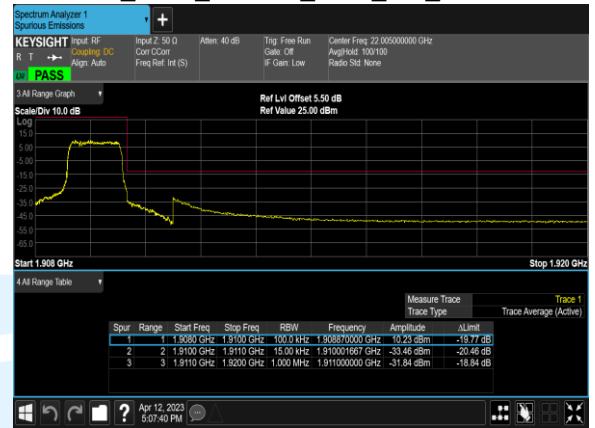 Spectrum Analyzer 1
Spurious Emissions
+
KEYSIGHT Input: RF Input Z: 50 Ω Atten: 40 dB Trig: Free Run Center Freq: 22.005000000 GHz
R T Coupling: DC Corr CCorr Gate: Off Avg|Hold: 100/100
Align: Auto Freq Ref: Int (S) IF Gain: Low Radio Std: None
LXI PASS
3 All Range Graph
Ref Lvl Offset 5.50 dB
Scale/Div 10.0 dB Ref Value 25.00 dBm
Log
15.0
5.00
-5.00
-15.0
-25.0
-35.0
-45.0
-55.0
-65.0
Start 1.908 GHz Stop 1.920 GHz
4 All Range Table
Measure Trace Trace 1
Trace Type Trace Average (Active)
Spur Range Start Freq Stop Freq RBW Frequency Amplitude ΔLimit
1 1 1.9080 GHz 1.9100 GHz 100.0 kHz 1.908870000 GHz 10.23 dBm -19.77 dB
2 2 1.9100 GHz 1.9110 GHz 15.00 kHz 1.910001667 GHz -33.46 dBm -20.46 dB
3 3 1.9110 GHz 1.9200 GHz 1.000 MHz 1.911000000 GHz -31.84 dBm -18.84 dB
? Apr 12, 2023
5:07:40 PM